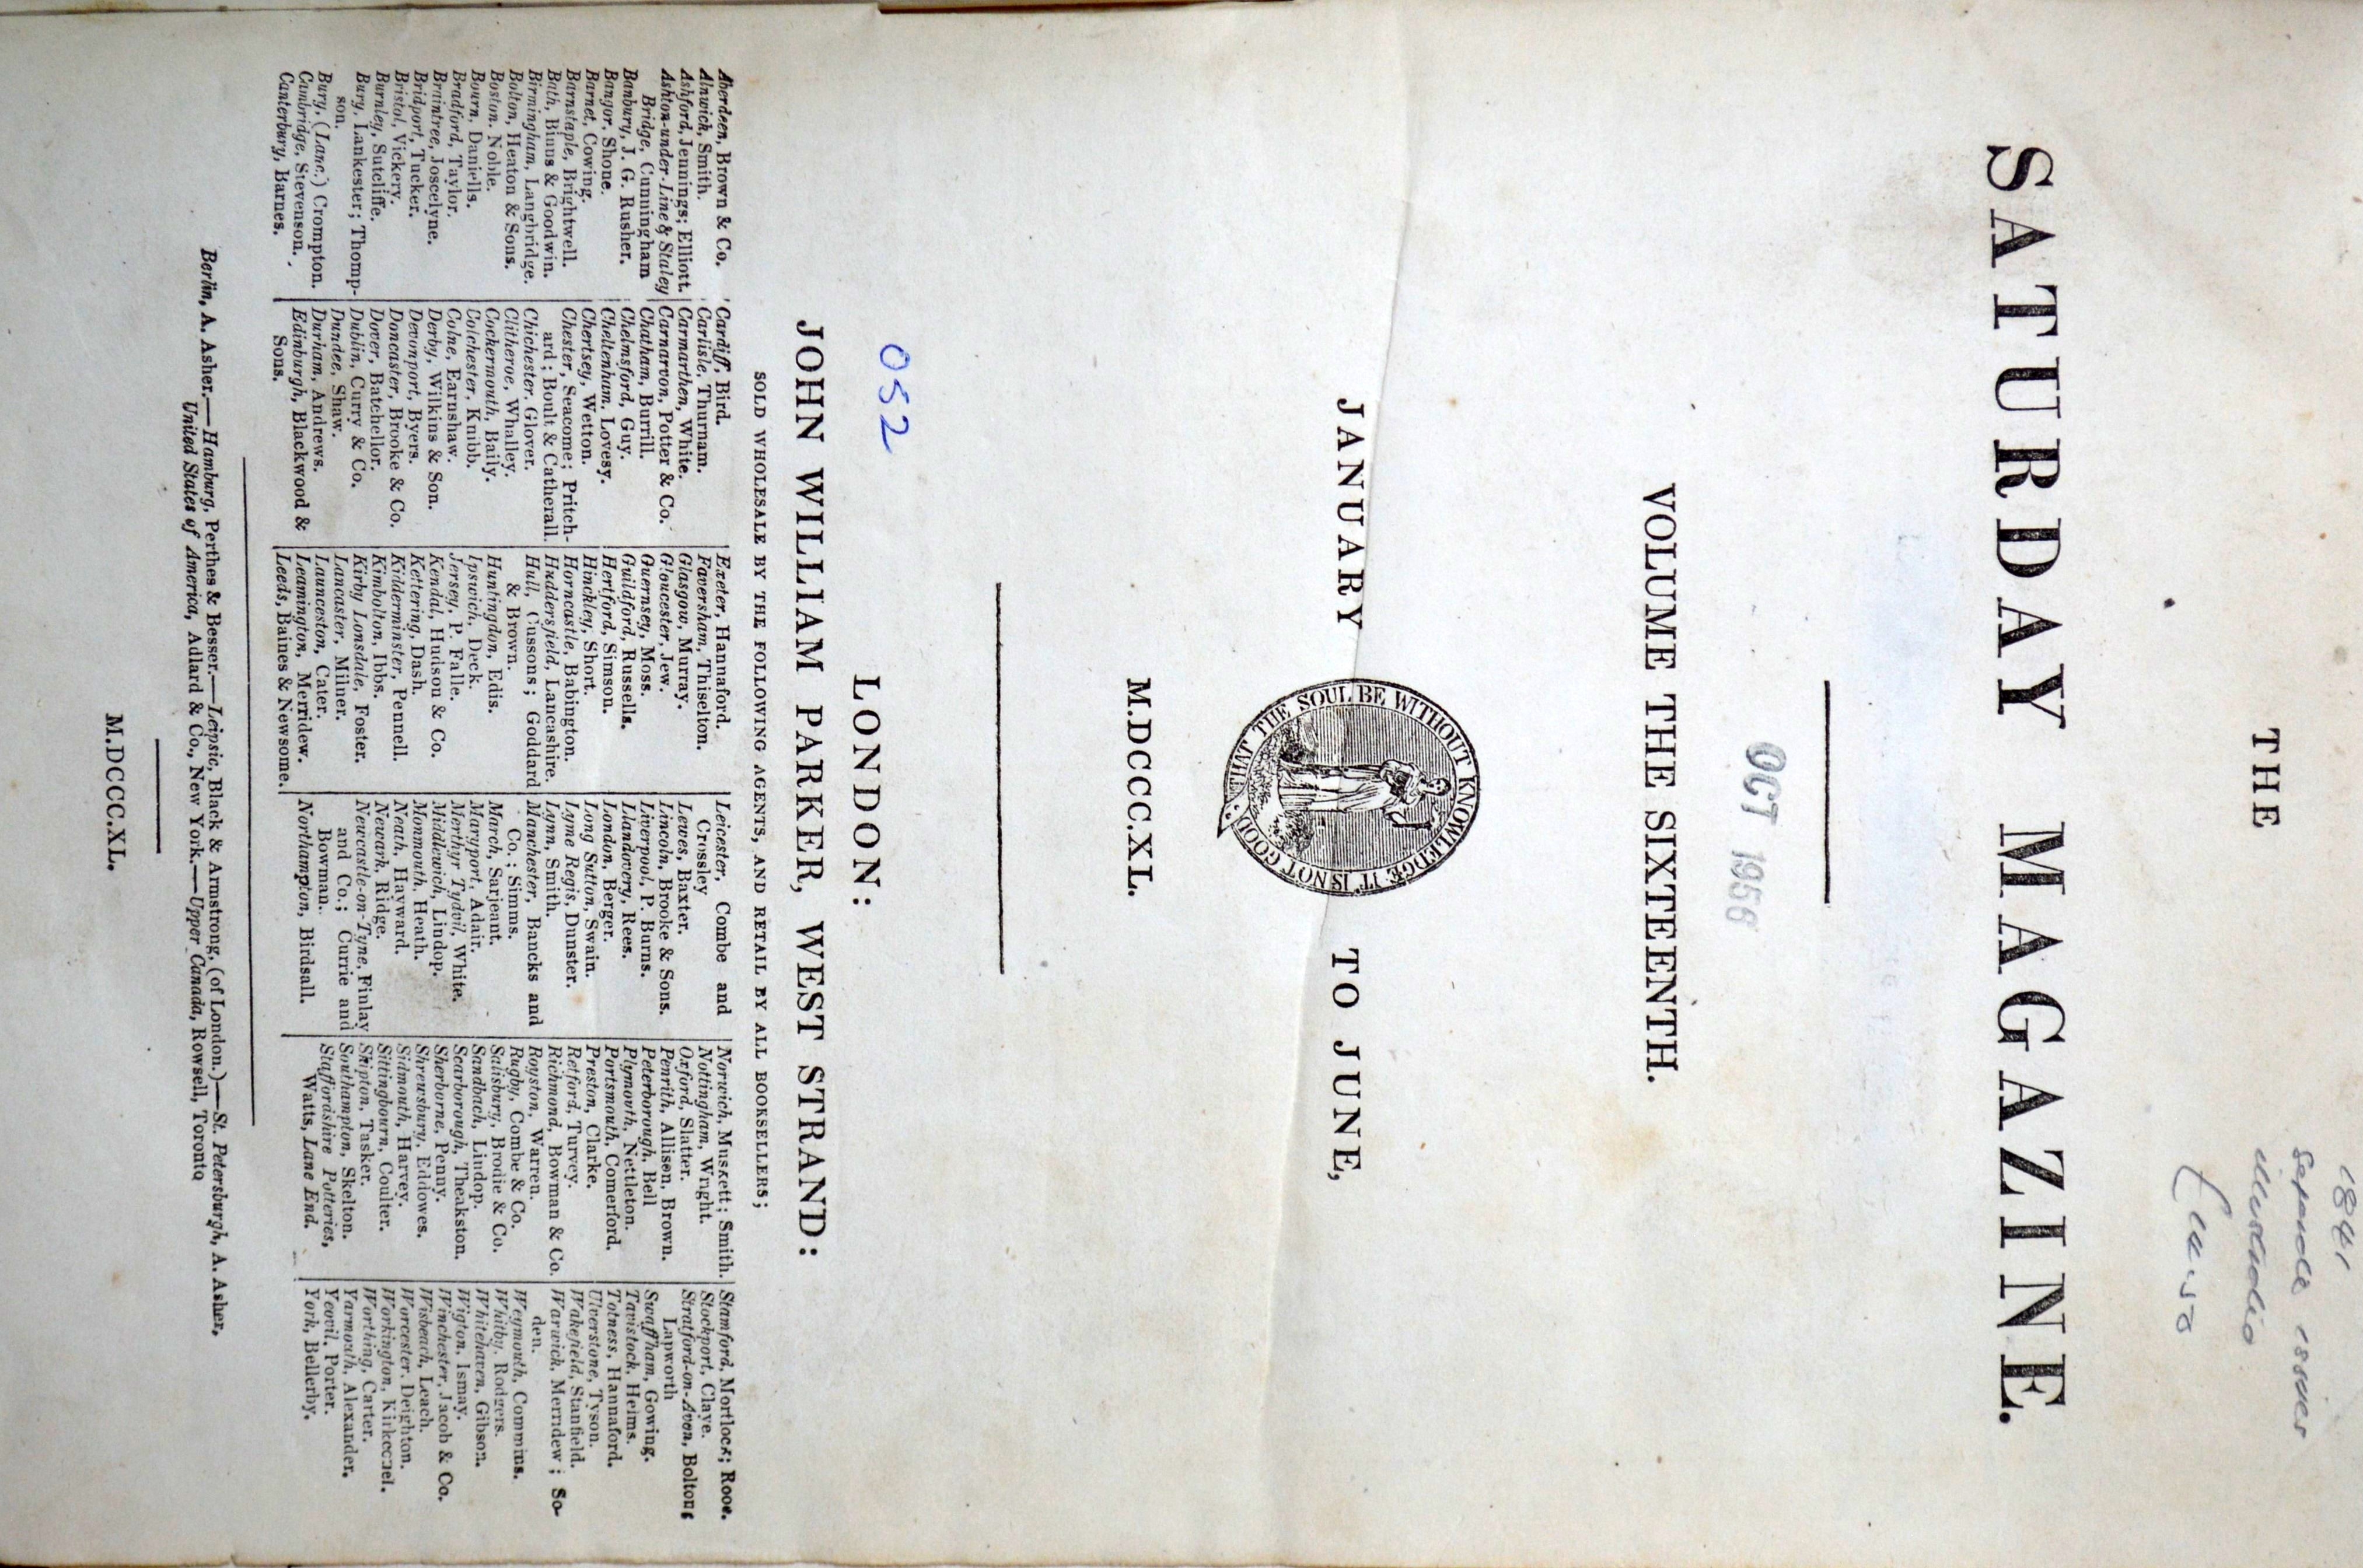 THE
SATURDAY MAGAZINE.
1841
OCT 1956
VOLUME THE SIXTEENTH.
JANUARY TO JUNE,
THAT THE SOUL BE WITHOUT KNOWLEDGE IT IS NOT GOOD
M.DCCC.XL.
052
LONDON:
JOHN WILLIAM PARKER, WEST STRAND:
SOLD WHOLESALE BY THE FOLLOWING AGENTS, AND RETAIL BY ALL BOOKSELLERS;
Aberdeen, Brown & Co.
Alnwick, Smith.
Ashford, Jennings; Elliott.
Ashton-under-Line & Staley
Bridge, Cunningham
Banbury, J. G. Rusher.
Bangor, Shone.
Barnet, Cowing.
Barnstaple, Brightwell.
Bath, Binns & Goodwin.
Birmingham, Langbridge.
Bolton, Heaton & Sons.
Boston, Noble.
Bourn, Daniells.
Bradford, Taylor.
Braintree, Joscelyne.
Bridport, Tucker.
Bristol, Vickery.
Burnley, Sutcliffe.
Bury, Lankester; Thomp-
son.
Bury, (Lanc.) Crompton.
Cambridge, Stevenson.
Canterbury, Barnes.
Cardiff, Bird.
Carlisle, Thurnam.
Carmarthen, White.
Carnarvon, Potter & Co.
Chatham, Burrill.
Chelmsford, Guy.
Cheltenham, Lovesy.
Chertsey, Wetton.
Chester, Seacome; Pritch-
ard; Boult & Catherall.
Chichester, Glover.
Clitheroe, Whalley.
Cockermouth, Baily.
Colchester, Knibb.
Colne, Earnshaw.
Derby, Wilkins & Son.
Devonport, Byers.
Doncaster, Brooke & Co.
Dover, Batchellor.
Dublin, Curry & Co.
Dundee, Shaw.
Durham, Andrews.
Edinburgh, Blackwood &
Sons.
Exeter, Hannaford.
Faversham, Thiselton.
Glasgow, Murray.
Gloucester, Jew.
Guernsey, Moss.
Guildford, Russells.
Hertford, Simson.
Hinckley, Short.
Horncastle, Babington.
Huddersfield, Lancashire.
Hull, Cussons; Goddard
& Brown.
Huntingdon, Edis.
Ipswich, Deck.
Jersey, P. Falle.
Kendal, Hudson & Co.
Kettering, Dash.
Kidderminster, Pennell.
Kimbolton, Ibbs.
Kirby Lonsdale, Foster.
Lancaster, Milner.
Launceston, Cater.
Leamington, Merridew.
Leeds, Baines & Newsome.
Leicester, Combe and
Crossley
Lewes, Baxter.
Lincoln, Brooke & Sons.
Liverpool, P. Burns.
Llandovery, Rees.
London, Berger.
Long Sutton, Swain.
Lyme Regis, Dunster.
Lynn, Smith.
Manchester, Bancks and
Co.; Simms.
March, Sarjeant.
Maryport, Adair.
Merthyr Tydvil, White.
Middlewich, Lindop.
Monmouth, Heath.
Neath, Hayward.
Newark, Ridge.
Newcastle-on-Tyne, Finlay
and Co.; Currie and
Bowman.
Northampton, Birdsall.
Norwich, Muskett; Smith.
Nottingham, Wright.
Oxford, Slatter.
Penrith, Allison, Brown.
Peterborough, Bell
Plymouth, Nettleton.
Portsmouth, Comerford.
Preston, Clarke.
Retford, Turvey.
Richmond, Bowman & Co.
Royston, Warren.
Rugby, Combe & Co.
Salisbury, Brodie & Co.
Sandbach, Lindop.
Scarborough, Theakston.
Sherborne, Penny.
Shrewsbury, Eddowes.
Sidmouth, Harvey.
Sittingbourn, Coulter.
Skipton, Tasker.
Southampton, Skelton.
Staffordshire Potteries,
Watts, Lane End.
Stamford, Mortlock; Rooe.
Stockport, Claye.
Stratford-on-Avon, Bolton;
Lapworth
Swaffham, Gowing.
Tavistock, Heims.
Totness, Hannaford.
Ulverstone, Tyson.
Wakefield, Stanfield.
Warwick, Merridew; So-
den.
Weymouth, Commins.
Whitby, Rodgers.
Whitehaven, Gibson.
Wigton, Ismay.
Winchester, Jacob & Co.
Wisbeach, Leach.
Worcester, Deighton.
Workington, Kirkconel.
Worthing, Carter.
Yarmouth, Alexander.
Yeovil, Porter.
York, Bellerby.
Berlin, A. Asher.—Hamburg, Perthes & Besser.—Leipsic, Black & Armstrong, (of London.)—St. Petersburgh, A. Asher,
United States of America, Adlard & Co., New York.—Upper Canada, Rowsell, Toronto
M.DCCC.XL.